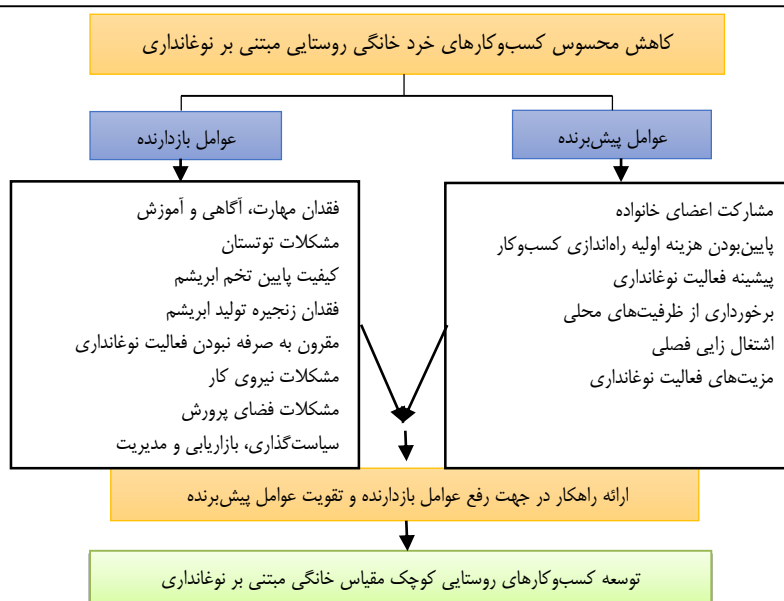 کاهش محسوس کسب‌وکارهای خرد خانگی روستایی مبتنی بر نوغانداری
عوامل پیش‌برنده
عوامل بازدارنده
مشارکت اعضای خانواده
پایین‌بودن هزینه اولیه راه‌اندازی کسب‌وکار
پیشینه فعالیت نوغانداری
برخورداری از ظرفیت‌های محلی
اشتغال زایی فصلی
مزیت‌های فعالیت نوغانداری
فقدان مهارت، آگاهی و آموزش
مشکلات توتستان
کیفیت پایین تخم ابریشم
فقدان زنجیره تولید ابریشم
مقرون به صرفه نبودن فعالیت نوغانداری
مشکلات نیروی کار
مشکلات فضای پرورش
سیاست‌گذاری، بازاریابی و مدیریت
ارائه راهکار در جهت رفع عوامل بازدارنده و تقویت عوامل پیش‌برنده
توسعه کسب‌وکارهای روستایی کوچک مقیاس خانگی مبتنی بر نوغانداری